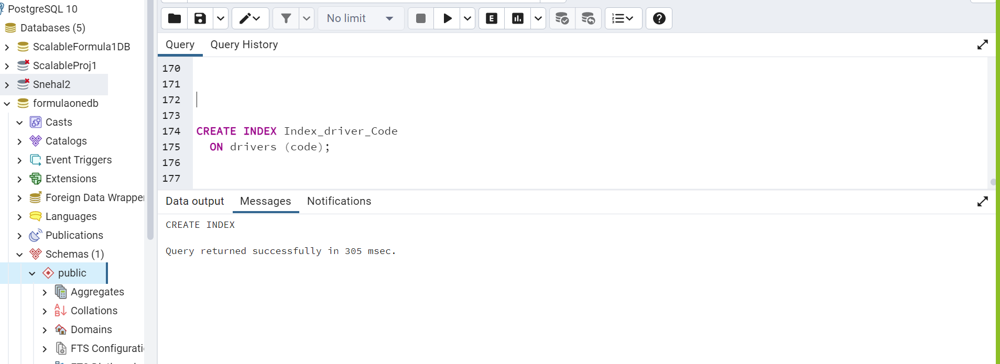 PostgreSQL 10
Databases (5)
ScalableFormula1DB
ScalableProj1
Snehal2
formulaonedb
Casts
Catalogs
Event Triggers
Extensions
Foreign Data Wrapper
Languages
Publications
Schemas (1)
public
Aggregates
Collations
Domains
FTS Configurati
No limit
Query Query History
170
171
172
173
174 CREATE INDEX Index_driver_Code
175 ON drivers (code);
176
177
Data output Messages Notifications
CREATE INDEX
Query returned successfully in 305 msec.